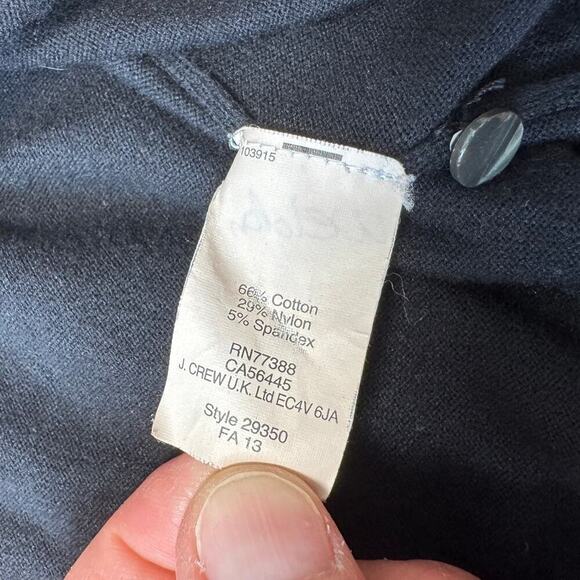 103915
66% Cotton
29% Nylon
5% Spandex
RN77388
CA56445
J. CREW U.K. Ltd EC4V 6JA
Style 29350
FA 13